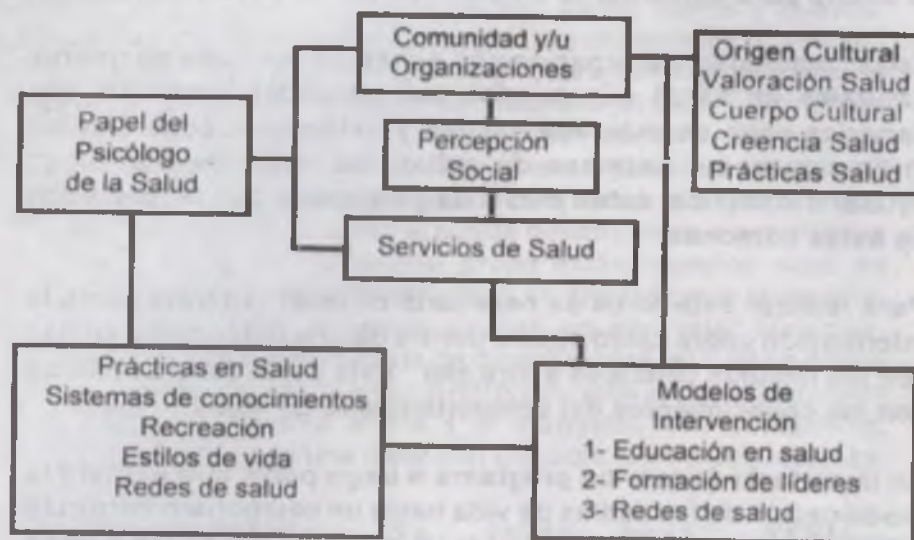 Comunidad y/u
Organizaciones
Origen Cultural
Valoración Salud
Cuerpo Cultural
Creencia Salud
Prácticas Salud
Papel del
Psicólogo
de la Salud
Percepción
Social
Servicios de Salud
Prácticas en Salud
Sistemas de conocimientos
Recreación
Estilos de vida
Redes de salud
Modelos de
Intervención
1- Educación en salud
2- Formación de líderes
3- Redes de salud